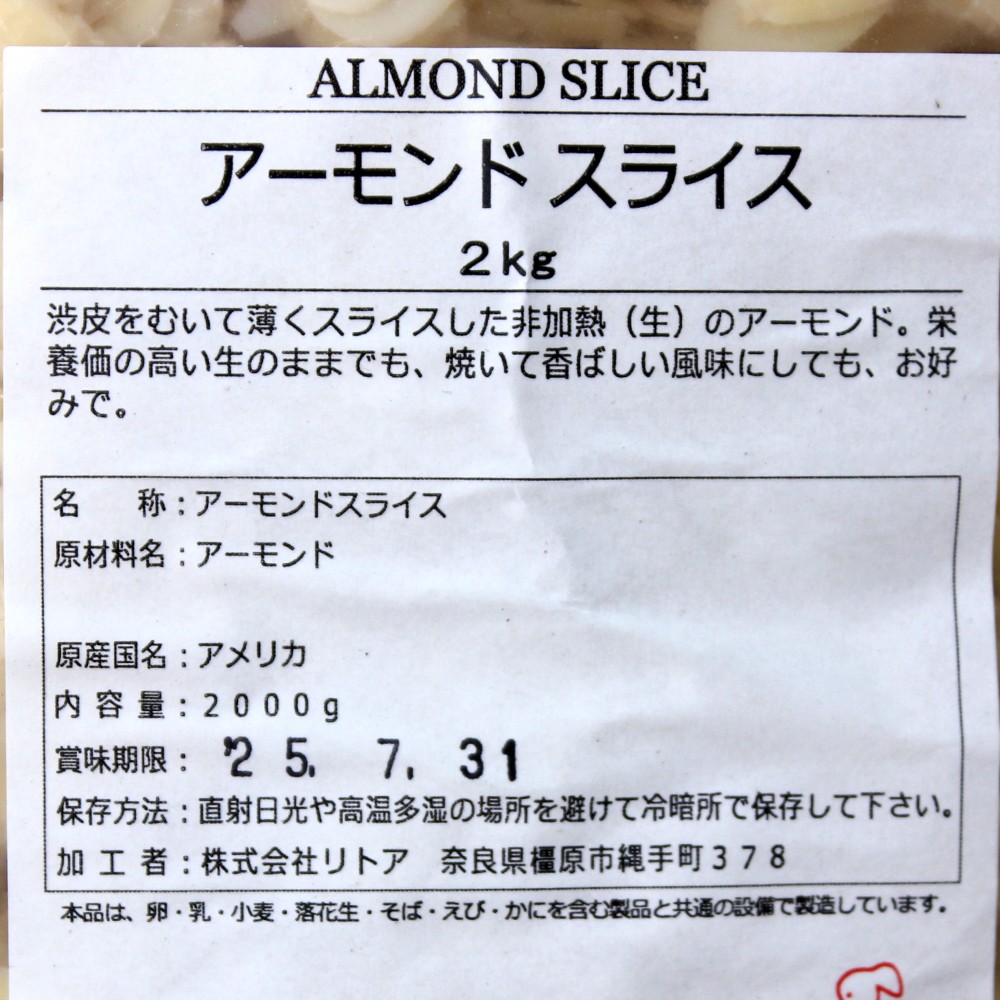 ALMOND SLICE
アーモンド スライス
2kg
渋皮をむいて薄くスライスした非加熱（生）のアーモンド。栄
養価の高い生のままでも、焼いて香ばしい風味にしても、お好
みで。
名　　称：アーモンドスライス
原材料名：アーモンド
原産国名：アメリカ
内 容 量：2000g
賞味期限： '25. 7. 31
保存方法：直射日光や高温多湿の場所を避けて冷暗所で保存して下さい。
加 工 者：株式会社リトア　奈良県橿原市縄手町３７８
本品は、卵・乳・小麦・落花生・そば・えび・かにを含む製品と共通の設備で製造しています。